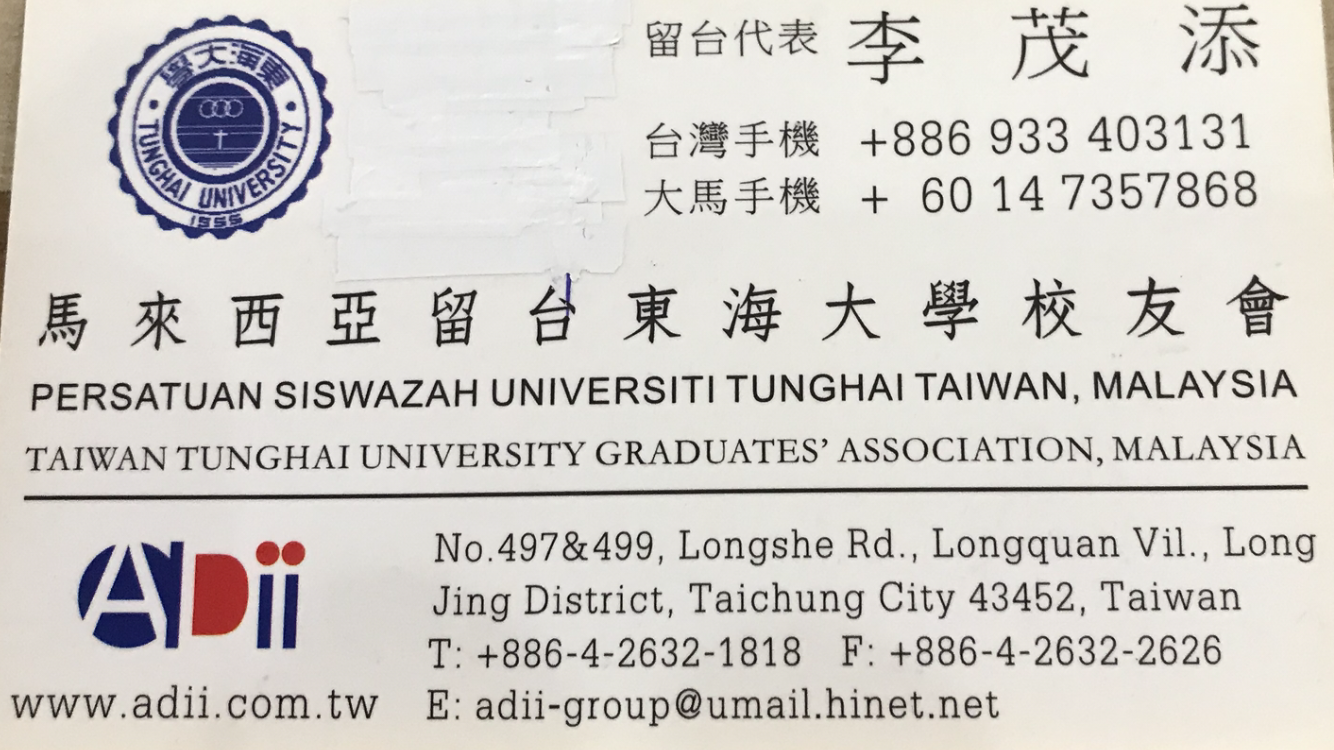 東海大學
TUNGHAI UNIVERSITY
1955
留台代表 李茂添
台灣手機 +886 933 403131
大馬手機 + 60 14 7357868
馬來西亞留台東海大學校友會
PERSATUAN SISWAZAH UNIVERSITI TUNGHAI TAIWAN, MALAYSIA
TAIWAN TUNGHAI UNIVERSITY GRADUATES’ ASSOCIATION, MALAYSIA
ADii
www.adii.com.tw
No.497&499, Longshe Rd., Longquan Vil., Long
Jing District, Taichung City 43452, Taiwan
T: +886-4-2632-1818 F: +886-4-2632-2626
E: adii-group@umail.hinet.net